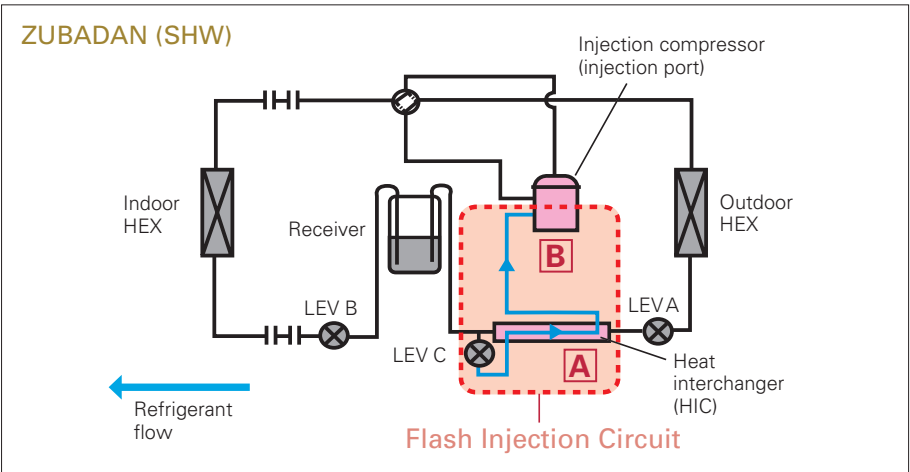 ZUBADAN (SHW)
Injection compressor
(injection port)
Indoor
HEX
Receiver
Outdoor
HEX
B
LEV B
LEV A
LEV C
A
Heat
interchanger
(HIC)
Refrigerant
flow
Flash Injection Circuit